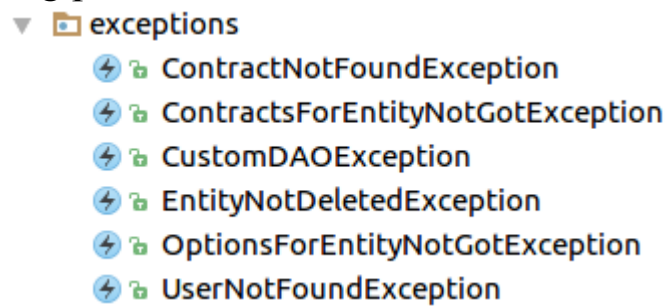 exceptions
ContractNotFoundException
ContractsForEntityNotGotException
CustomDAOException
EntityNotDeletedException
OptionsForEntityNotGotException
UserNotFoundException